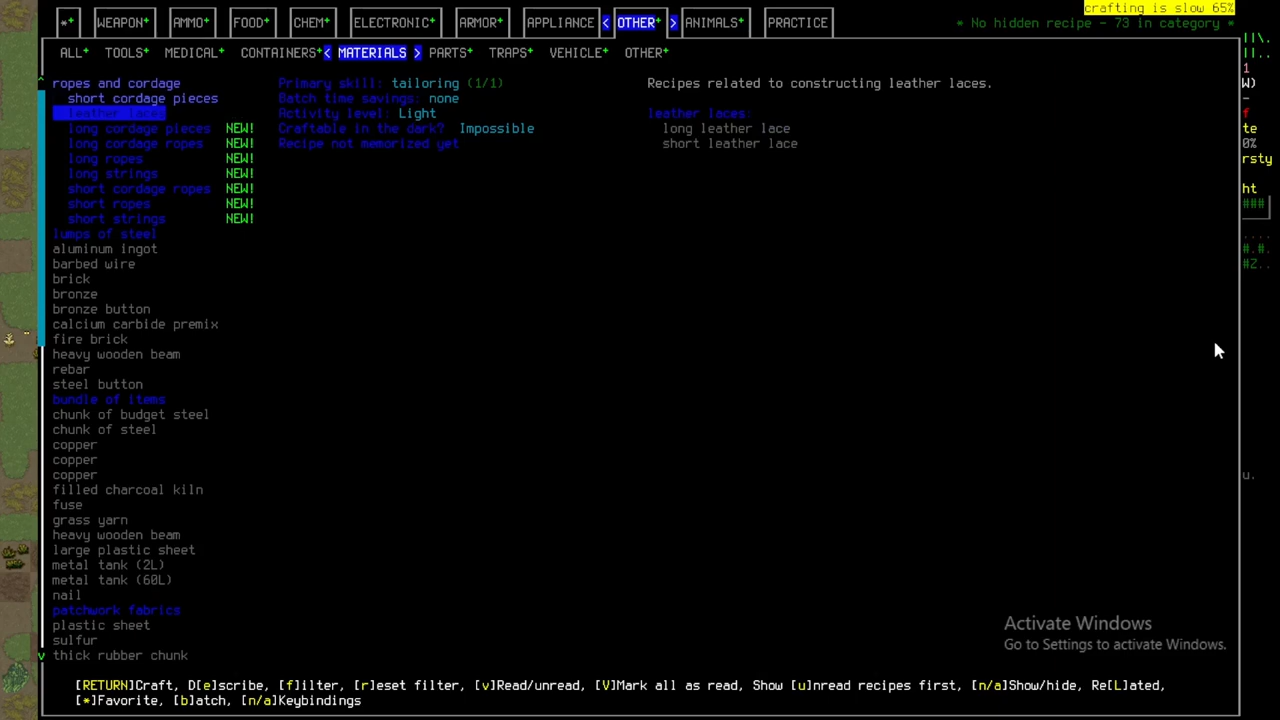 crafting is slow 65%
* WEAPON* AMMO* FOOD* CHEM* ELECTRONIC* ARMOR* APPLIANCE < OTHER* > ANIMALS* PRACTICE
* No hidden recipe - 73 in category *
ALL* TOOLS* MEDICAL* CONTAINERS* < MATERIALS > PARTS* TRAPS* VEHICLE* OTHER*
ropes and cordage
short cordage pieces
leather laces
long cordage pieces NEW!
long cordage ropes NEW!
long ropes NEW!
long strings NEW!
short cordage ropes NEW!
short ropes NEW!
short strings NEW!
lumps of steel
aluminum ingot
barbed wire
brick
bronze
bronze button
calcium carbide premix
fire brick
heavy wooden beam
rebar
steel button
bundle of items
chunk of budget steel
chunk of steel
copper
copper
copper
filled charcoal kiln
fuse
grass yarn
heavy wooden beam
large plastic sheet
metal tank (2L)
metal tank (60L)
nail
patchwork fabrics
plastic sheet
sulfur
v thick rubber chunk
Primary skill: tailoring (1/1)
Batch time savings: none
Activity level: Light
Craftable in the dark? Impossible
Recipe not memorized yet
Recipes related to constructing leather laces.
leather laces:
long leather lace
short leather lace
||\.
||..
1
W)
-
f
te
0%
rsty
ht
###
....
#.#.
#Z..
u.
Activate Windows
Go to Settings to activate Windows.
[RETURN]Craft, D[e]scribe, [f]ilter, [r]eset filter, [v]Read/unread, [V]Mark all as read, Show [u]nread recipes first, [n/a]Show/hide, Re[L]ated,
[*]Favorite, [b]atch, [n/a]Keybindings